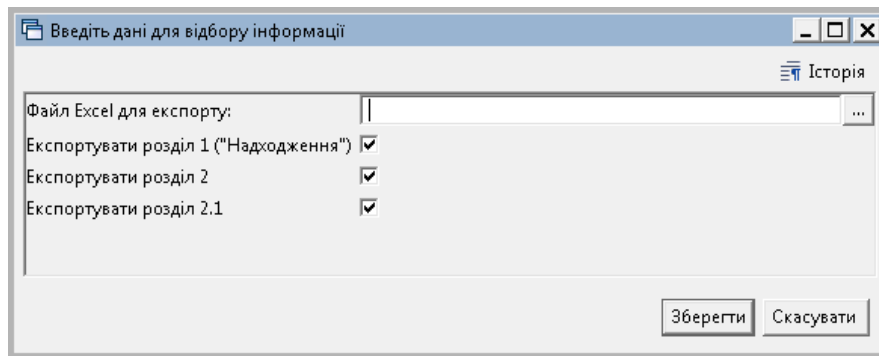 Введіть дані для відбору інформації
Історія
Файл Excel для експорту:
...
Експортувати розділ 1 ("Надходження")
Експортувати розділ 2
Експортувати розділ 2.1
Зберегти Скасувати